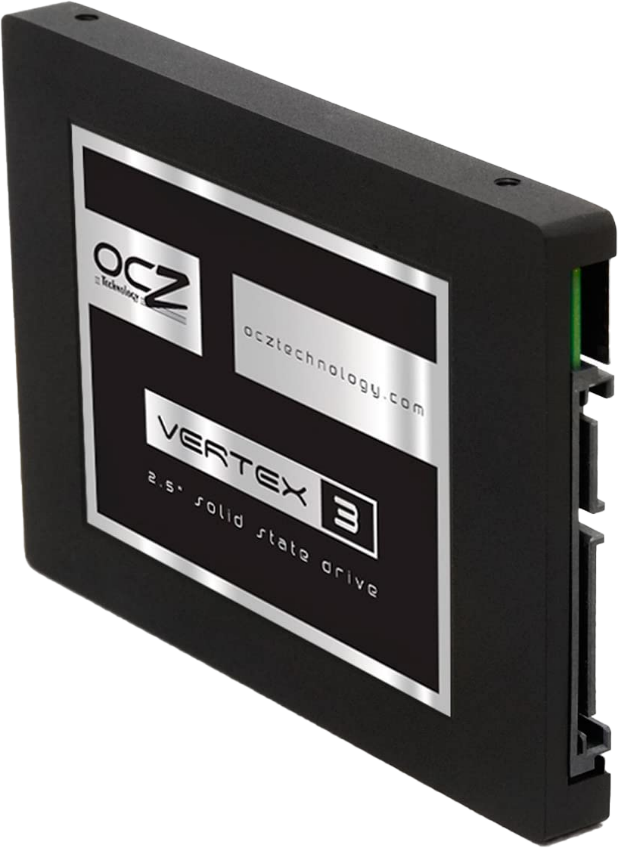 OCZ
:: Technology ::
ocztechnology.com
VERTEX 3
2.5" solid state drive